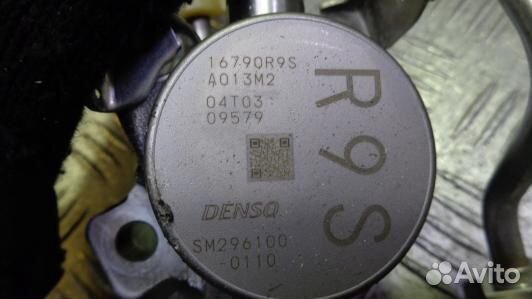 16790R9S
A013M2
04T03
09579
R9S
DENSO
SM296100
-0110
Avito